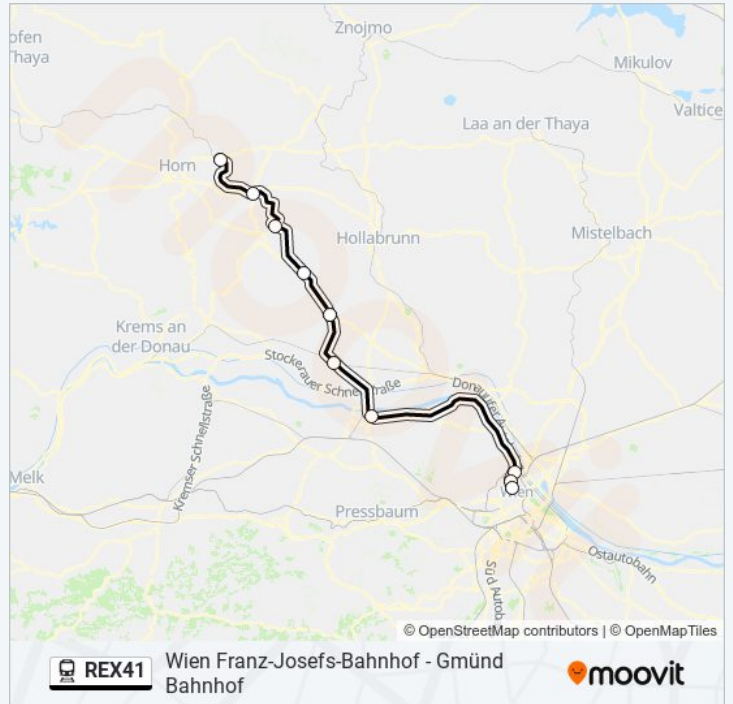 Znojmo
ofen
Thaya
Mikulov
Valtice
Laa an der Thaya
Horn
Hollabrunn
Mistelbach
Krems an
der Donau
Stockerauer Schnellstraße
Donauufer A
Kremser Schnellstraße
Melk
Wien
Pressbaum
Ostautobahn
Süd Autob
© OpenStreetMap contributors | © OpenMapTiles
REX41
Wien Franz-Josefs-Bahnhof - Gmünd
Bahnhof
moovit
moovit